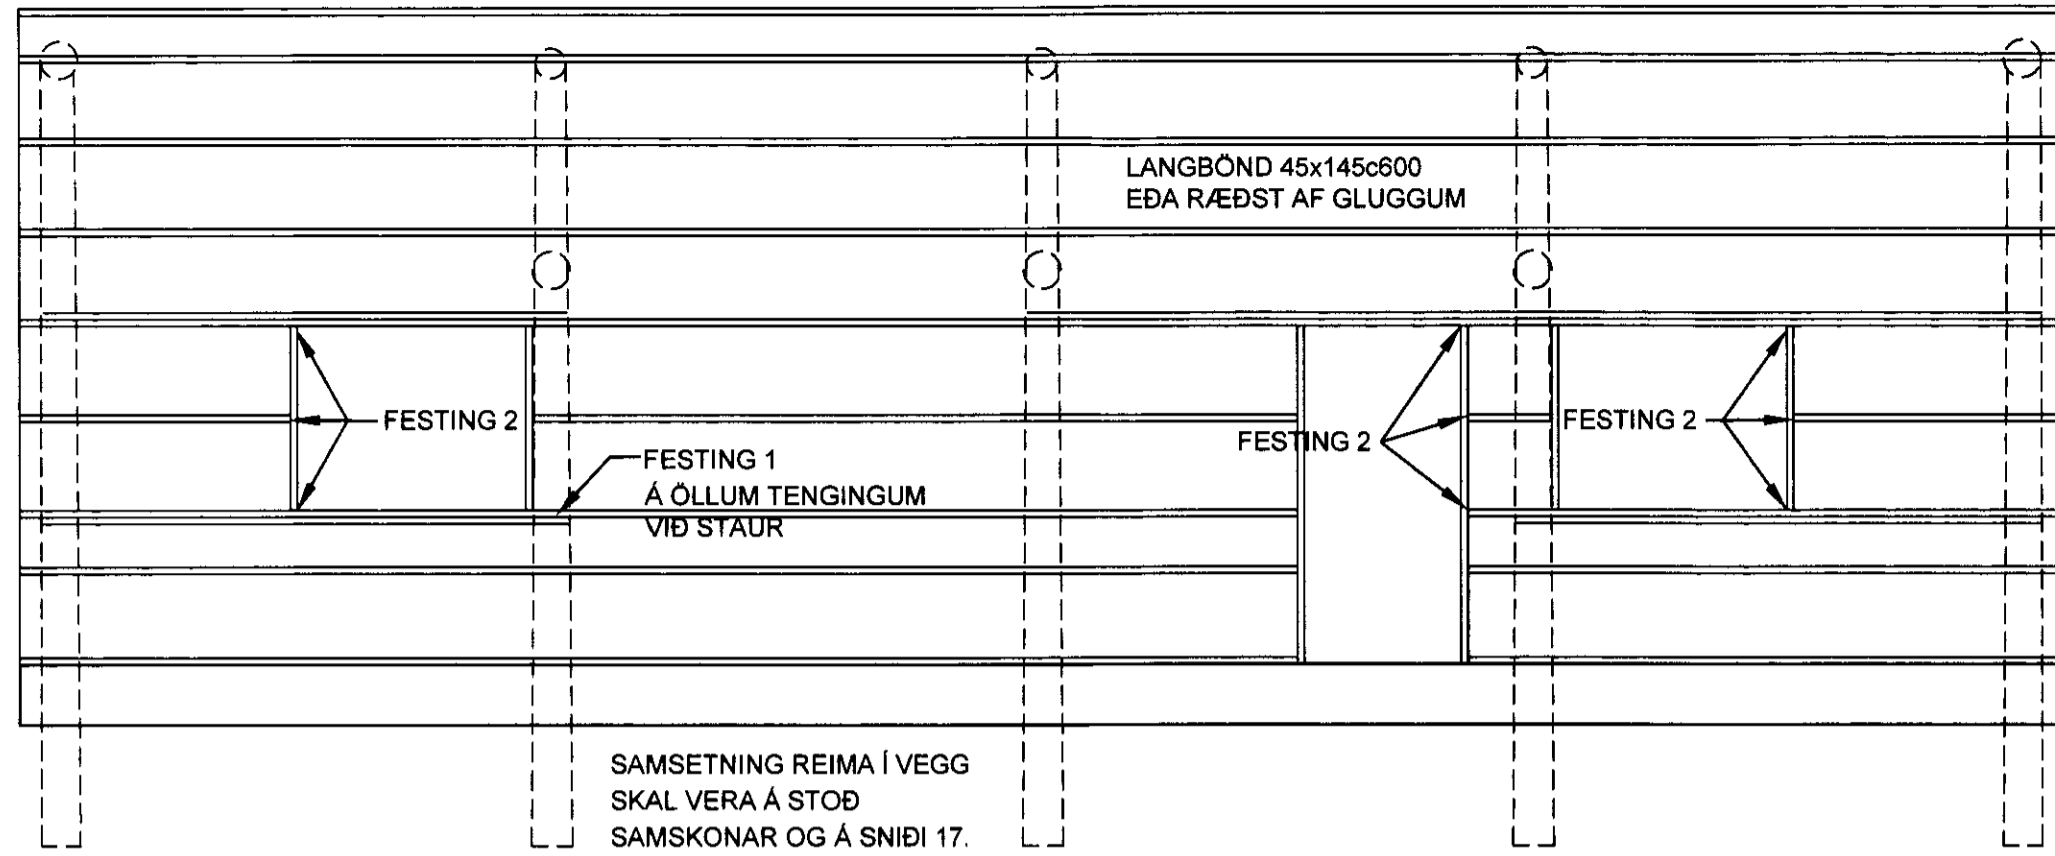 LANGBÖND 45x145c600
EÐA RÆÐST AF GLUGGUM
FESTING 2
FESTING 1
Á ÖLLUM TENGINGUM
VIÐ STAUR
FESTING 2
FESTING 2
SAMSETNING REIMA Í VEGG
SKAL VERA Á STOÐ
SAMSKONAR OG Á SNIÐI 17.